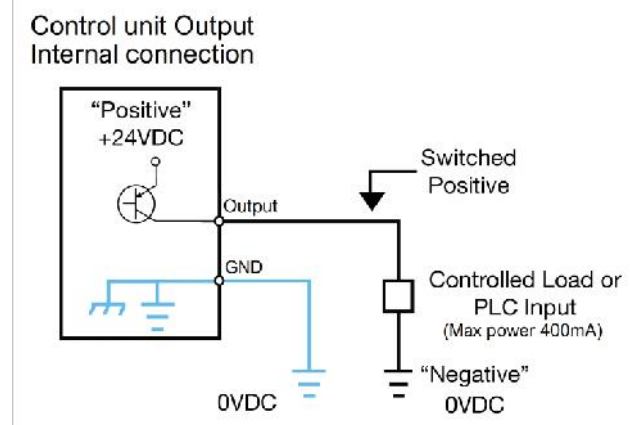 Control unit Output
Internal connection
“Positive”
+24VDC
Switched
Positive
Output
GND
Controlled Load or
PLC Input
(Max power 400mA)
“Negative”
0VDC
0VDC